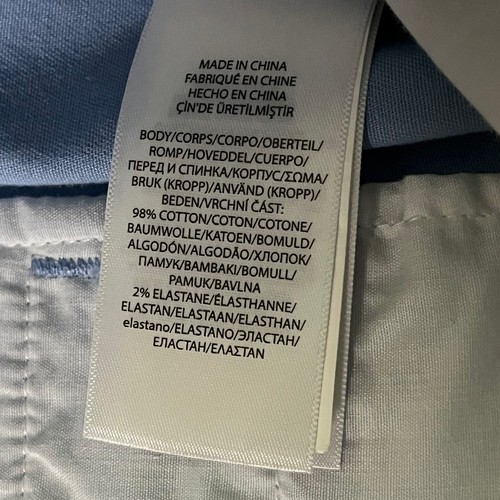 MADE IN CHINA
FABRIQUÉ EN CHINE
HECHO EN CHINA
ÇİN'DE ÜRETİLMİŞTİR
BODY/CORPS/CORPO/OBERTEIL/
ROMP/HOVEDDEL/CUERPO/
ПЕРЕД И СПИНКА/КОРПУС/ΣΩΜΑ/
BRUK (KROPP)/ANVÄND (KROPP)/
BEDEN/VRCHNÍ ČÁST:
98% COTTON/COTON/COTONE/
BAUMWOLLE/KATOEN/BOMULD/
ALGODÓN/ALGODÃO/ХЛОПОК/
ПАМУК/ΒΑΜΒΑΚΙ/BOMULL/
PAMUK/BAVLNA
2% ELASTANE/ÉLASTHANNE/
ELASTAN/ELASTAAN/ELASTHAN/
elastano/ELASTANO/ЭЛАСТАН/
ЕЛАСТАН/ΕΛΑΣΤΑΝ